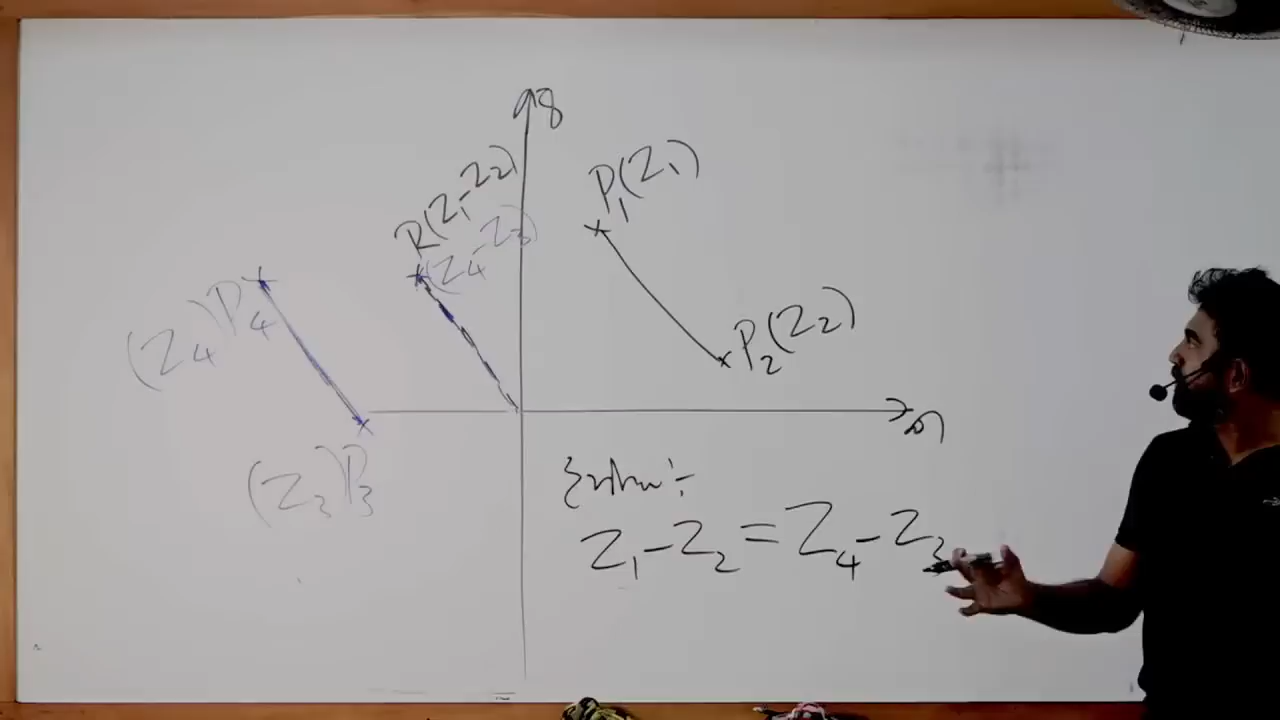 P₁(Z₁)
R(Z₁-Z₂)
(Z₄-Z₃)
(Z₄)P₄
P₂(Z₂)
(Z₃)P₃
Z₁-Z₂=Z₄-Z₃